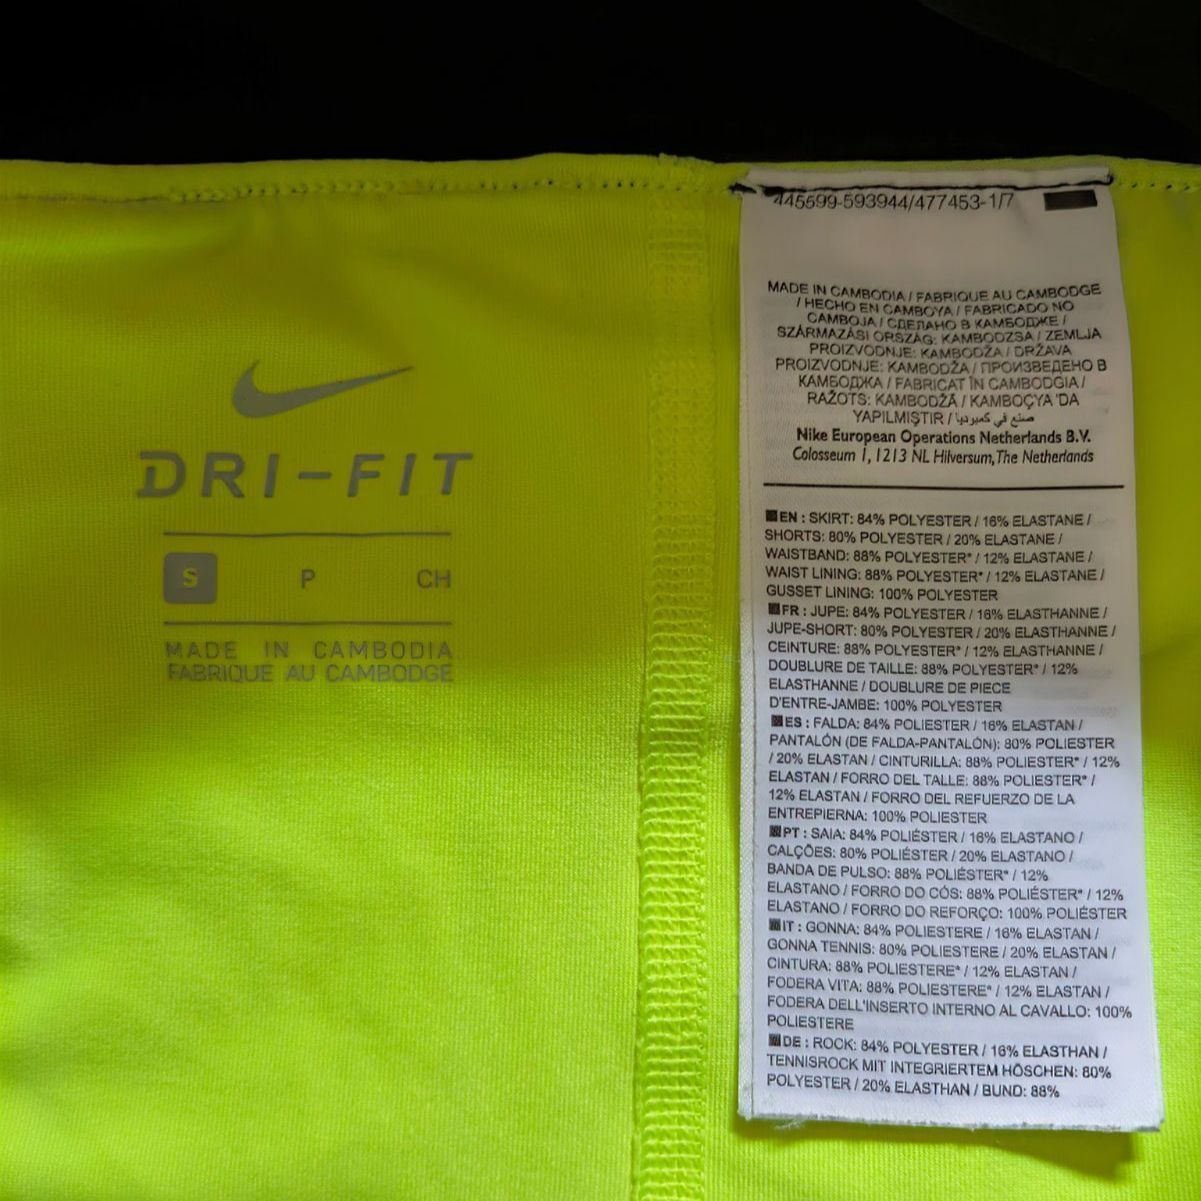 DRI-FIT
S P CH
MADE IN CAMBODIA
FABRIQUE AU CAMBODGE
445599-593944/477453-1/7
MADE IN CAMBODIA / FABRIQUE AU CAMBODGE
/ HECHO EN CAMBOYA / FABRICADO NO
CAMBOJA / СДЕЛАНО В КАМБОДЖЕ /
SZÁRMAZÁSI ORSZÁG: KAMBODZSA / ZEMLJA
PROIZVODNJE: KAMBODŽA / DRŽAVA
PROIZVODNJE: KAMBODŽA / ПРОИЗВЕДЕНО В
КАМБОДЖА / FABRICAT ÎN CAMBODGIA /
RAŽOTS: KAMBODŽĀ / KAMBOÇYA 'DA
YAPILMIŞTIR / صنع في كمبوديا
Nike European Operations Netherlands B.V.
Colosseum 1, 1213 NL Hilversum, The Netherlands
EN : SKIRT: 84% POLYESTER / 16% ELASTANE /
SHORTS: 80% POLYESTER / 20% ELASTANE /
WAISTBAND: 88% POLYESTER* / 12% ELASTANE /
WAIST LINING: 88% POLYESTER* / 12% ELASTANE /
GUSSET LINING: 100% POLYESTER
FR : JUPE: 84% POLYESTER / 16% ELASTHANNE /
JUPE-SHORT: 80% POLYESTER / 20% ELASTHANNE /
CEINTURE: 88% POLYESTER* / 12% ELASTHANNE /
DOUBLURE DE TAILLE: 88% POLYESTER* / 12%
ELASTHANNE / DOUBLURE DE PIECE
D'ENTRE-JAMBE: 100% POLYESTER
ES : FALDA: 84% POLIESTER / 16% ELASTAN /
PANTALÓN (DE FALDA-PANTALÓN): 80% POLIESTER
/ 20% ELASTAN / CINTURILLA: 88% POLIESTER* / 12%
ELASTAN / FORRO DEL TALLE: 88% POLIESTER* /
12% ELASTAN / FORRO DEL REFUERZO DE LA
ENTREPIERNA: 100% POLIESTER
PT : SAIA: 84% POLIÉSTER / 16% ELASTANO /
CALÇÕES: 80% POLIÉSTER / 20% ELASTANO /
BANDA DE PULSO: 88% POLIÉSTER* / 12%
ELASTANO / FORRO DO CÓS: 88% POLIÉSTER* / 12%
ELASTANO / FORRO DO REFORÇO: 100% POLIÉSTER
IT : GONNA: 84% POLIESTERE / 16% ELASTAN /
GONNA TENNIS: 80% POLIESTERE / 20% ELASTAN /
CINTURA: 88% POLIESTERE* / 12% ELASTAN /
FODERA VITA: 88% POLIESTERE* / 12% ELASTAN /
FODERA DELL'INSERTO INTERNO AL CAVALLO: 100%
POLIESTERE
DE : ROCK: 84% POLYESTER / 16% ELASTHAN /
TENNISROCK MIT INTEGRIERTEM HÖSCHEN: 80%
POLYESTER / 20% ELASTHAN / BUND: 88%